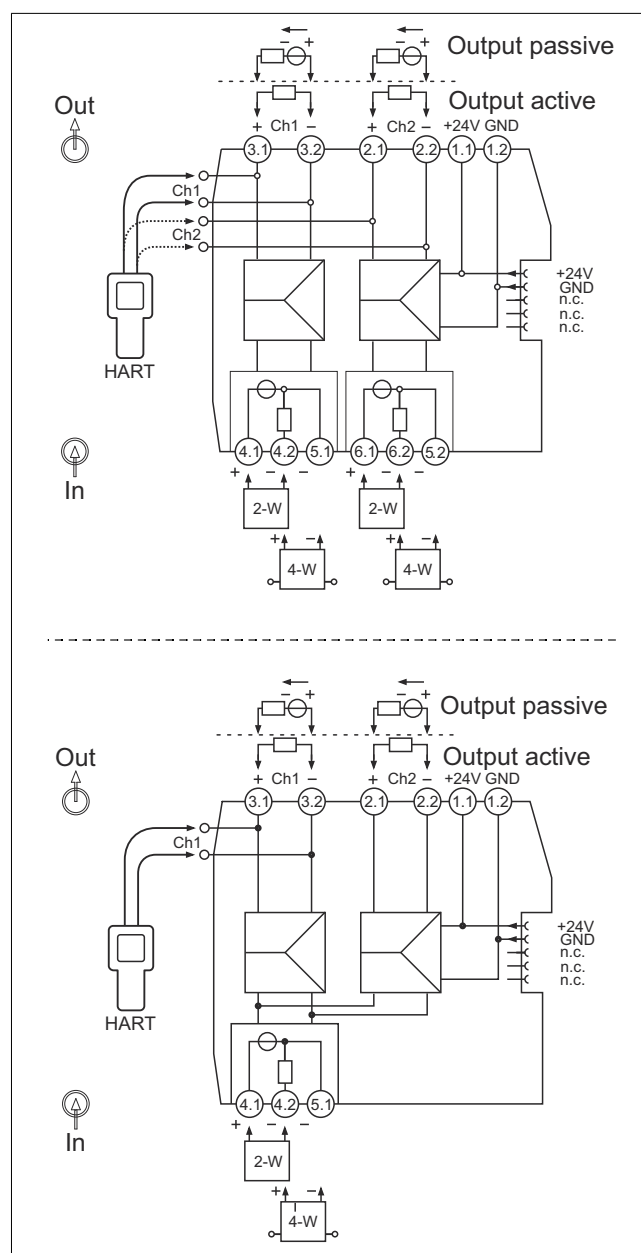 − +
− +
Output passive
Out
Output active
+ Ch1 −
+ Ch2 −
+24V GND
3.1 3.2 2.1 2.2 1.1 1.2
Ch1
Ch2
+24V
GND
n.c.
n.c.
n.c.
HART
4.1 4.2 5.1 6.1 6.2 5.2
In
+ − −
+ − −
2-W
2-W
+ −
+ −
4-W
4-W
− +
− +
Output passive
Out
Output active
+ Ch1 −
+ Ch2 −
+24V GND
3.1 3.2 2.1 2.2 1.1 1.2
Ch1
+24V
GND
n.c.
n.c.
n.c.
HART
4.1 4.2 5.1
In
+ − −
2-W
+ −
4-W